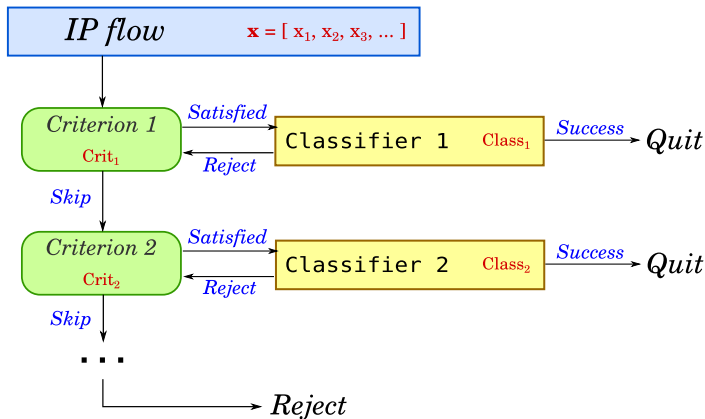 IP flow x = [ x₁, x₂, x₃, ... ]
Criterion 1
Crit₁
Satisfied
Reject
Classifier 1 Class₁
Success
Quit
Skip
Criterion 2
Crit₂
Satisfied
Reject
Classifier 2 Class₂
Success
Quit
Skip
...
Reject